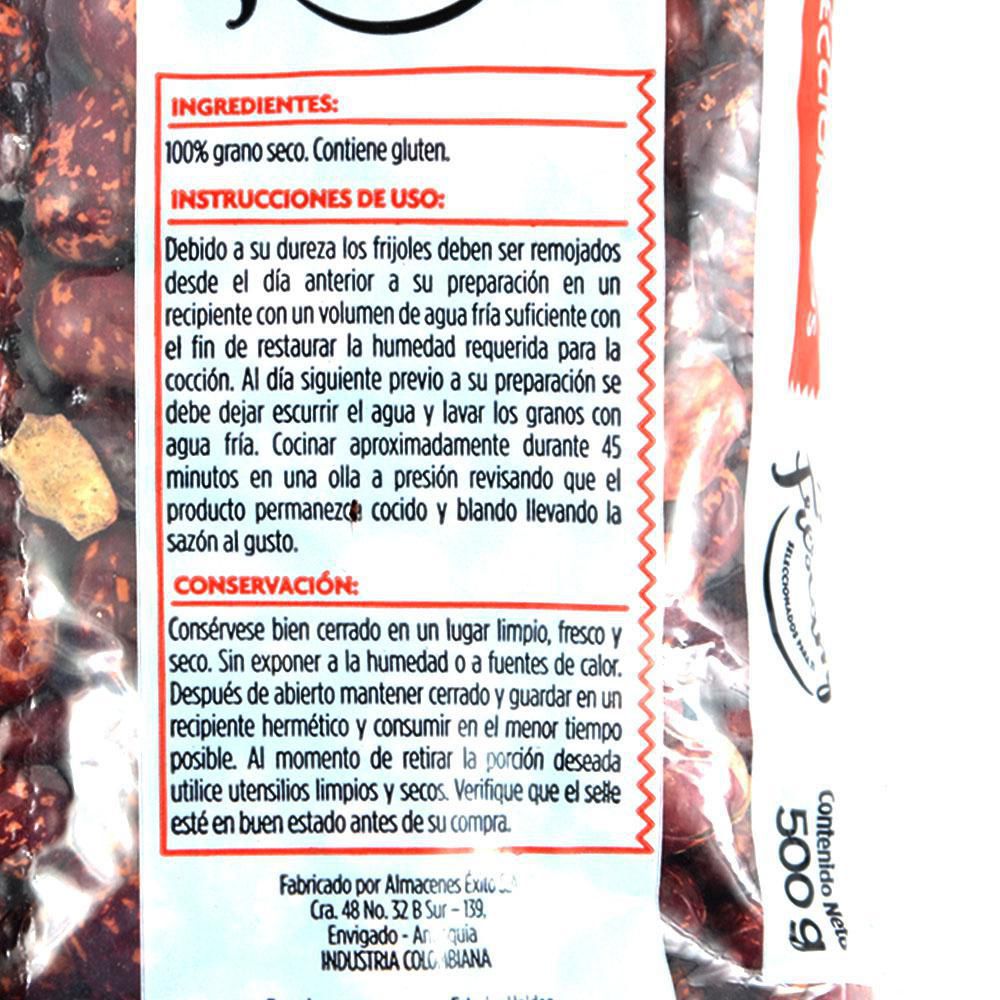 INGREDIENTES:
100% grano seco. Contiene gluten.
INSTRUCCIONES DE USO:
Debido a su dureza los frijoles deben ser remojados
desde el día anterior a su preparación en un
recipiente con un volumen de agua fría suficiente con
el fin de restaurar la humedad requerida para la
cocción. Al día siguiente previo a su preparación se
debe dejar escurrir el agua y lavar los granos con
agua fría. Cocinar aproximadamente durante 45
minutos en una olla a presión revisando que el
producto permanezca cocido y blando llevando la
sazón al gusto.
CONSERVACIÓN:
Consérvese bien cerrado en un lugar limpio, fresco y
seco. Sin exponer a la humedad o a fuentes de calor.
Después de abierto mantener cerrado y guardar en un
recipiente hermético y consumir en el menor tiempo
posible. Al momento de retirar la porción deseada
utilice utensilios limpios y secos. Verifique que el selle
esté en buen estado antes de su compra.
Fabricado por Almacenes Éxito S.A
Cra. 48 No. 32 B Sur - 139,
Envigado -
INDUSTRIA COLOMBIANA
Contenido Neto
500 g